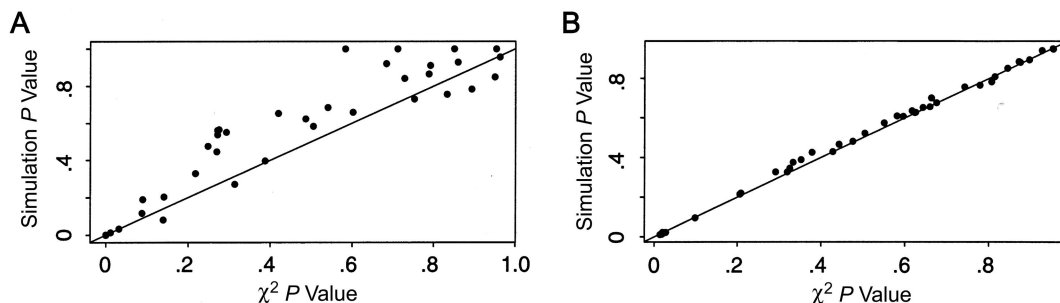 A
B
Simulation P Value
.8
.4
0
0
.2
.4
.6
.8
1.0
χ² P Value
Simulation P Value
.8
.4
0
0
.2
.4
.6
.8
χ² P Value